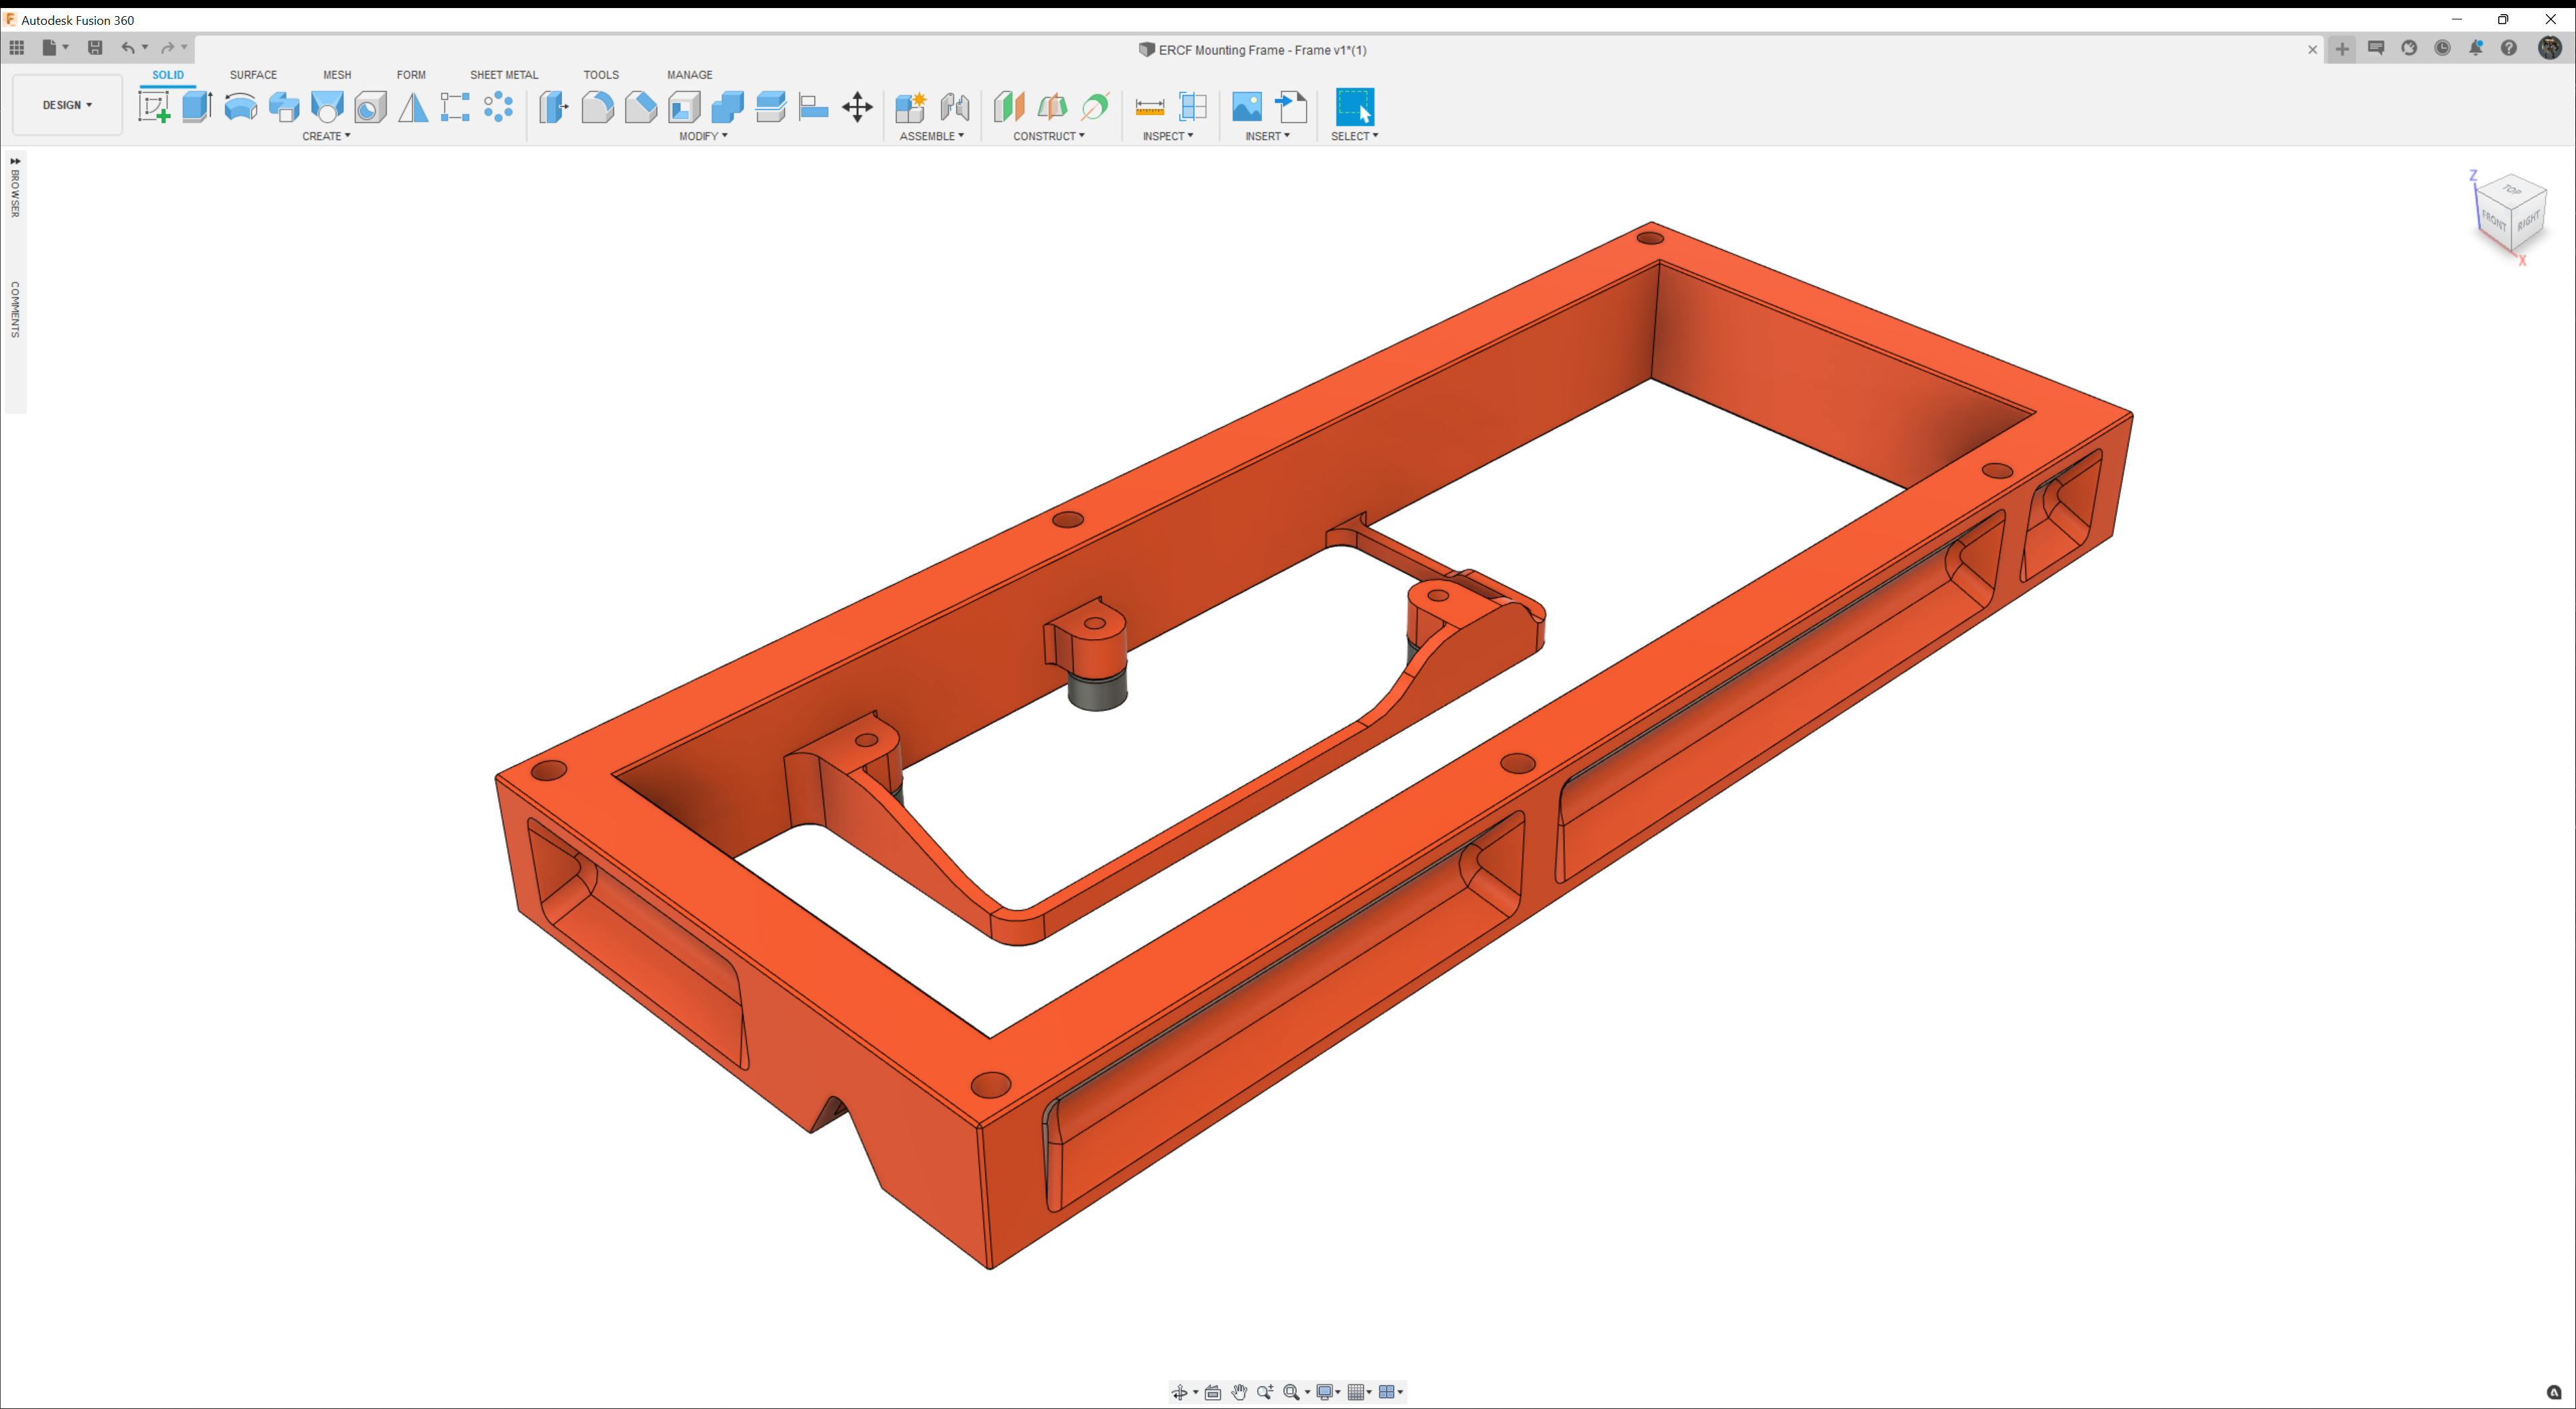 Autodesk Fusion 360
ERCF Mounting Frame - Frame v1*(1)
SOLID SURFACE MESH FORM SHEET METAL TOOLS MANAGE
DESIGN
CREATE MODIFY ASSEMBLE CONSTRUCT INSPECT INSERT SELECT
BROWSER
COMMENTS
Z
TOP
FRONT RIGHT
X